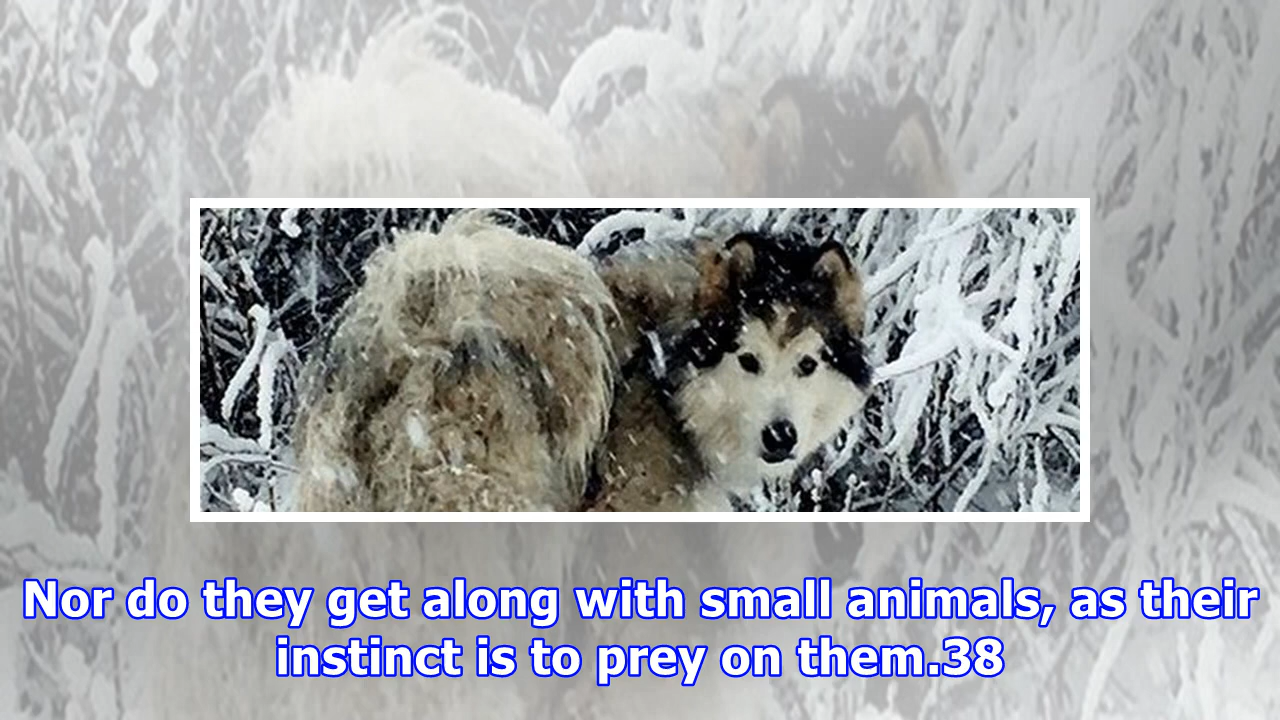 Nor do they get along with small animals, as their
instinct is to prey on them.38